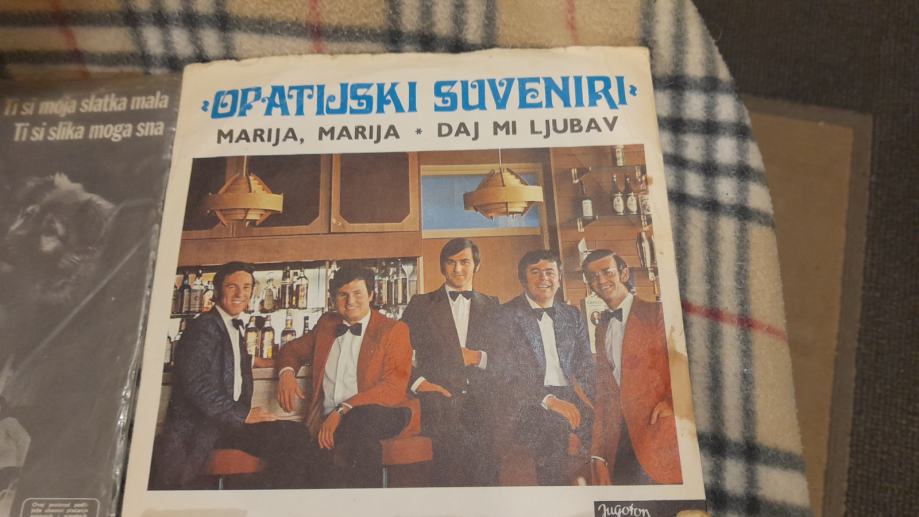 Ti si moja slatka mala
Ti si slika moga sna
OPATIJSKI SUVENIRI
MARIJA, MARIJA * DAJ MI LJUBAV
Jugoton